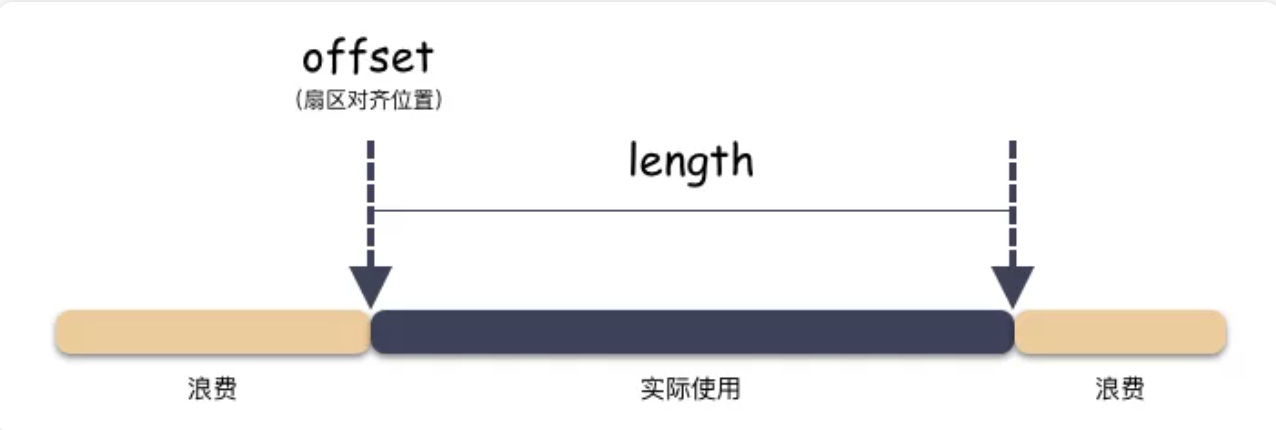 offset
(扇区对齐位置)
length
浪费
实际使用
浪费